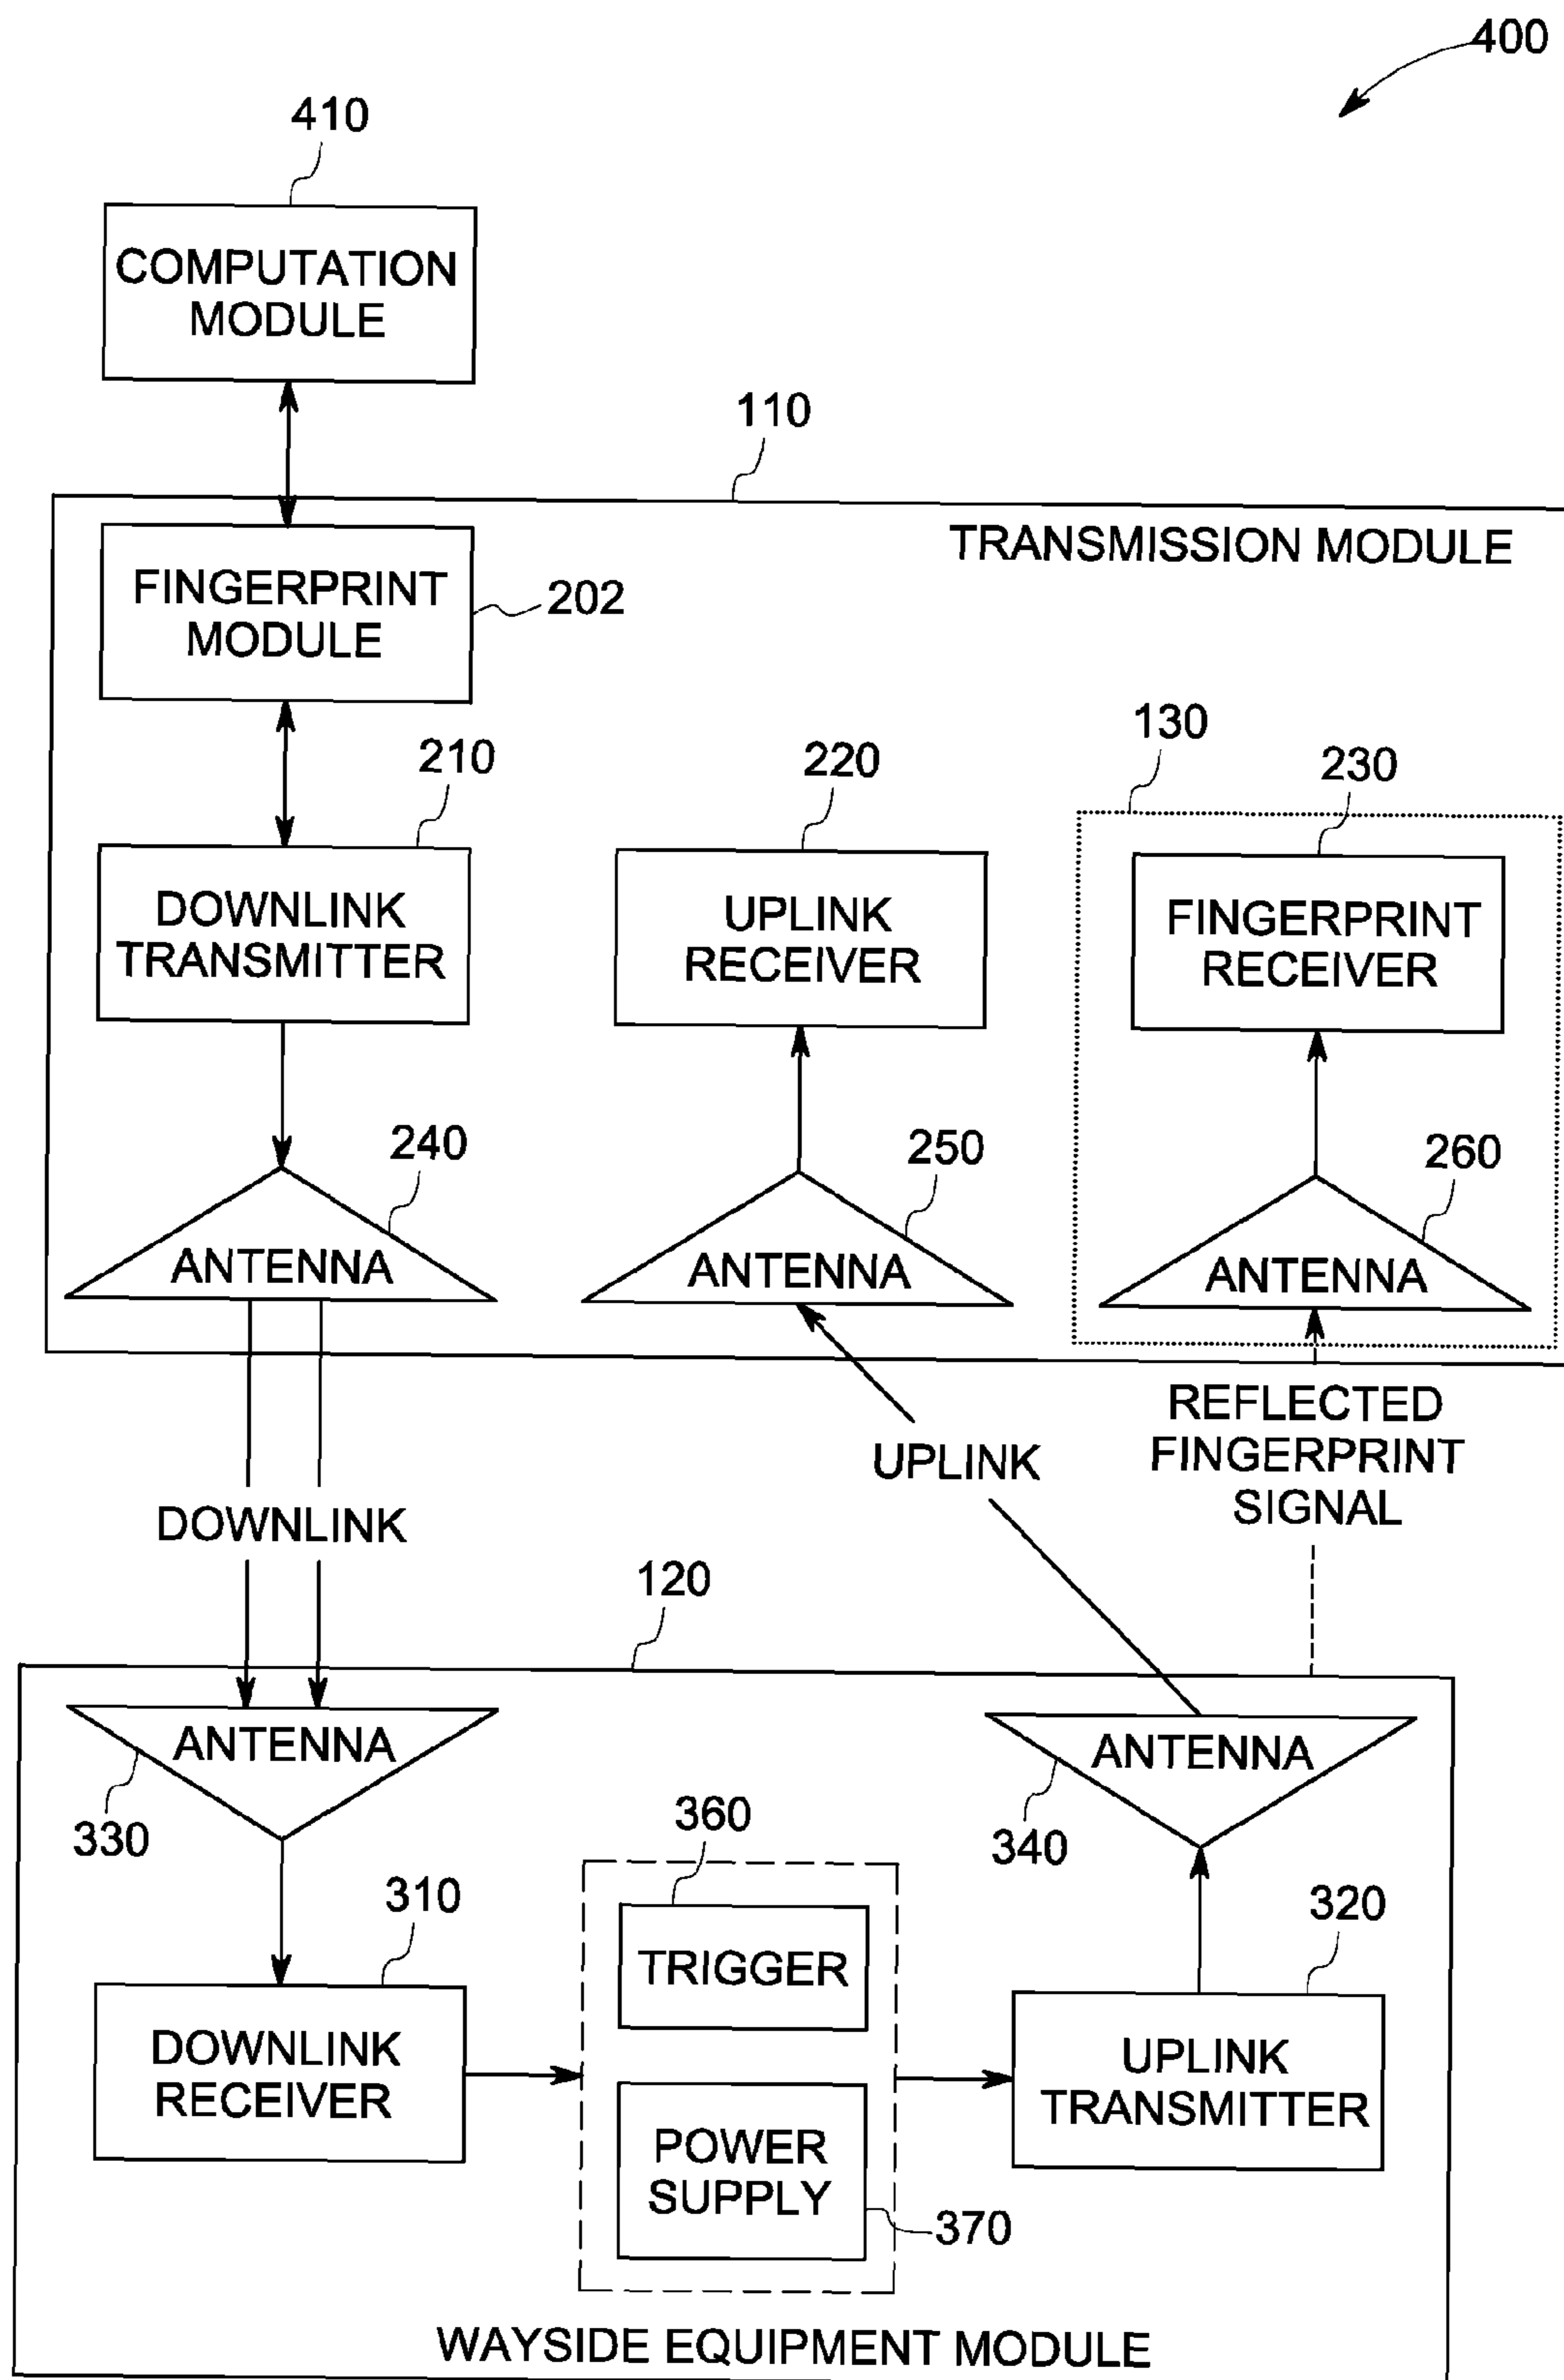 400
410
COMPUTATION
MODULE
110
TRANSMISSION MODULE
FINGERPRINT
MODULE
202
130
210
220
230
DOWNLINK
TRANSMITTER
UPLINK
RECEIVER
FINGERPRINT
RECEIVER
240
250
260
ANTENNA
ANTENNA
ANTENNA
REFLECTED
FINGERPRINT
SIGNAL
UPLINK
DOWNLINK
120
ANTENNA
ANTENNA
330
360
340
310
320
TRIGGER
DOWNLINK
RECEIVER
UPLINK
TRANSMITTER
POWER
SUPPLY
370
WAYSIDE EQUIPMENT MODULE